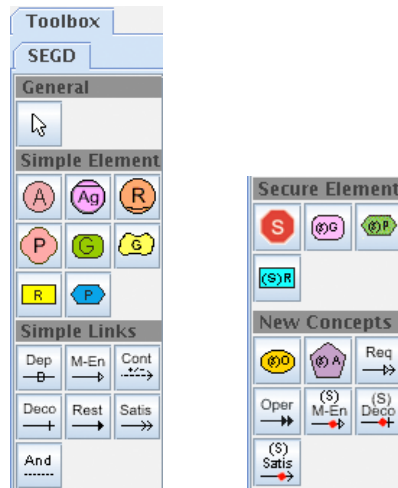 Toolbox
SEGD
General
Simple Element
A Ag R
P G G
R P
Simple Links
Dep M-En Cont
+/-
Deco Rest Satis
And
Secure Element
S (S)G (S)P
(S)R
New Concepts
(S)O (S)A Req
Oper (S) M-En (S) Deco
(S) Satis